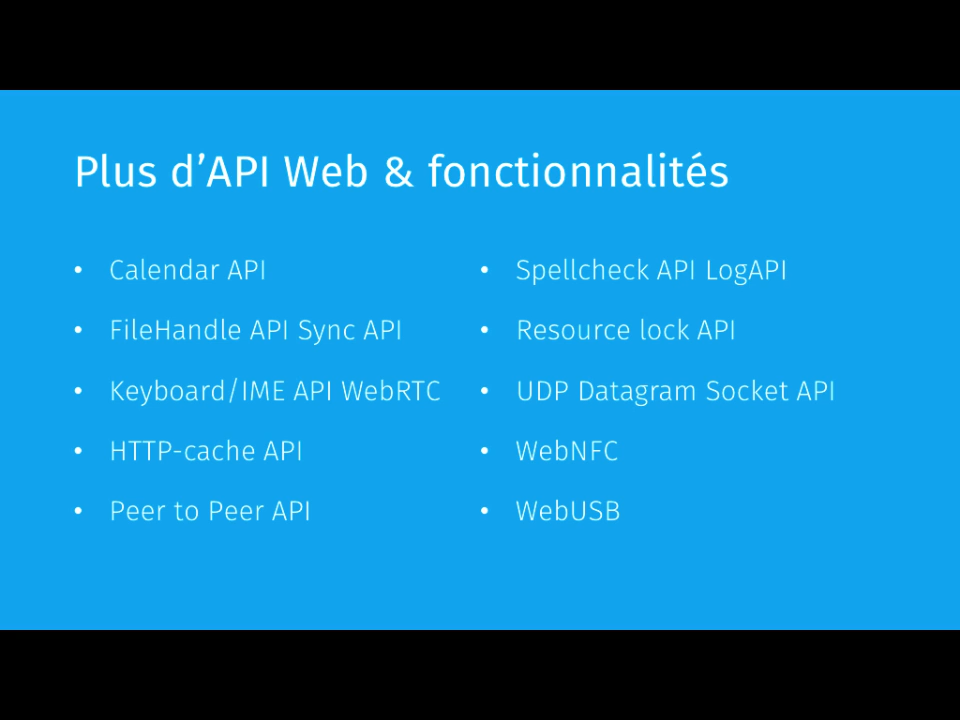 Plus d’API Web & fonctionnalités
• Calendar API
• FileHandle API Sync API
• Keyboard/IME API WebRTC
• HTTP-cache API
• Peer to Peer API
• Spellcheck API LogAPI
• Resource lock API
• UDP Datagram Socket API
• WebNFC
• WebUSB